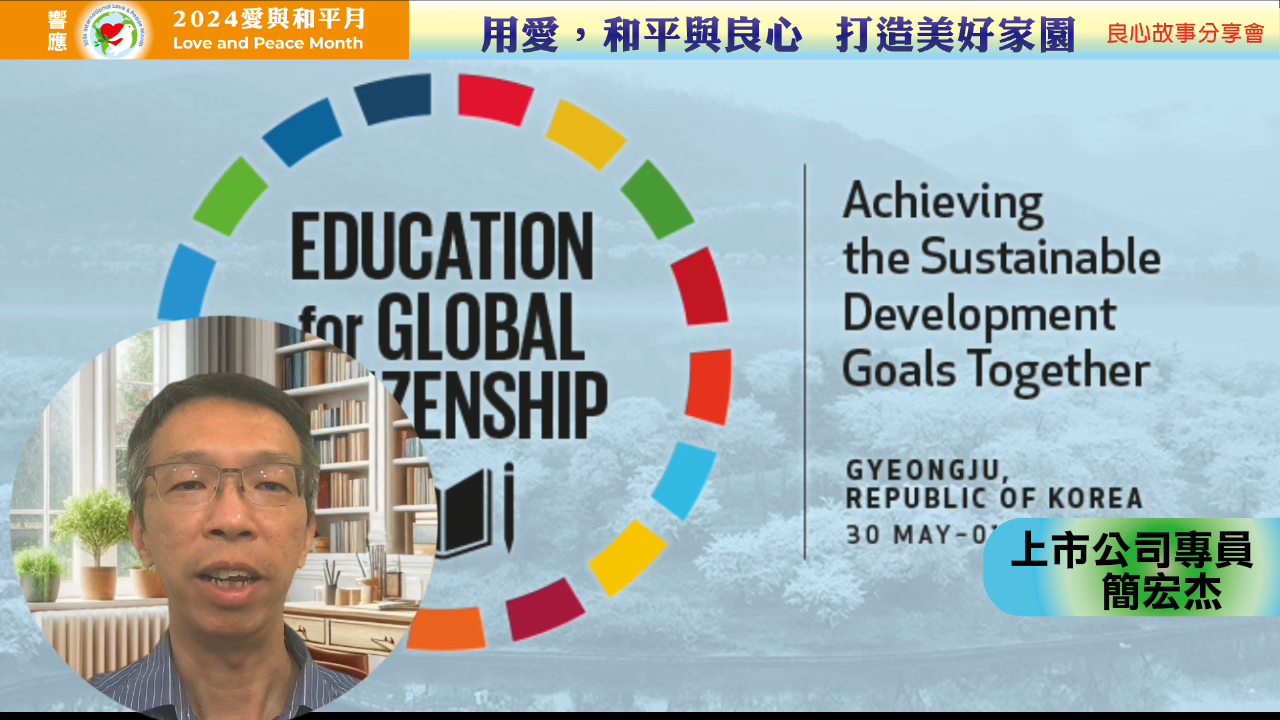 響應
2024愛與和平月
Love and Peace Month
用愛，和平與良心 打造美好家園
良心故事分享會
EDUCATION
for GLOBAL
ZENSHIP
Achieving
the Sustainable
Development
Goals Together
GYEONGJU,
REPUBLIC OF KOREA
30 MAY–0
上市公司專員
簡宏杰